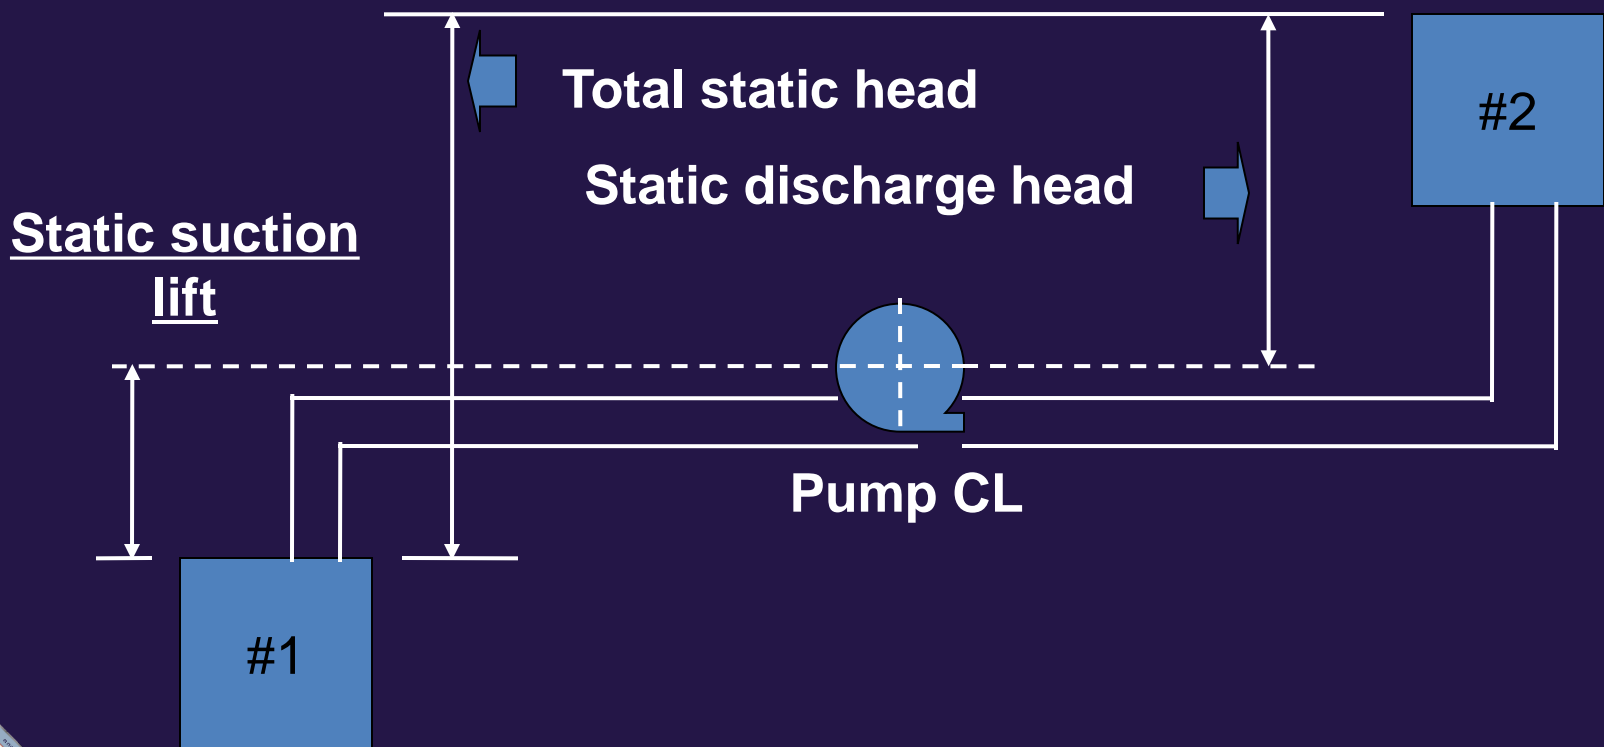 Total static head
#2
Static discharge head
Static suction
lift
Pump CL
#1